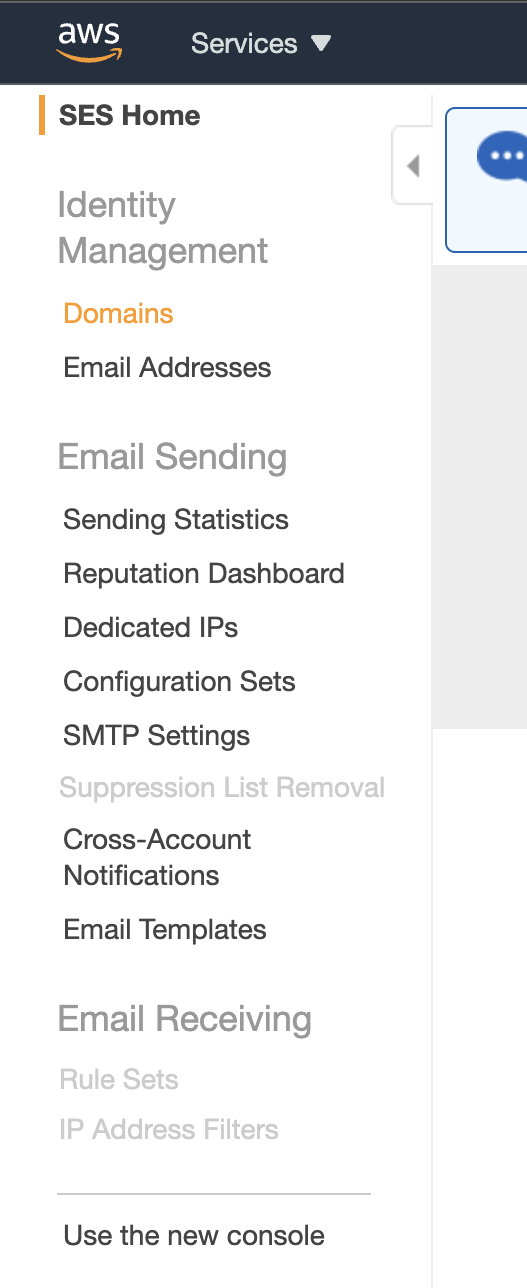 aws
Services
SES Home
Identity
Management
Domains
Email Addresses
Email Sending
Sending Statistics
Reputation Dashboard
Dedicated IPs
Configuration Sets
SMTP Settings
Suppression List Removal
Cross-Account
Notifications
Email Templates
Email Receiving
Rule Sets
IP Address Filters
Use the new console